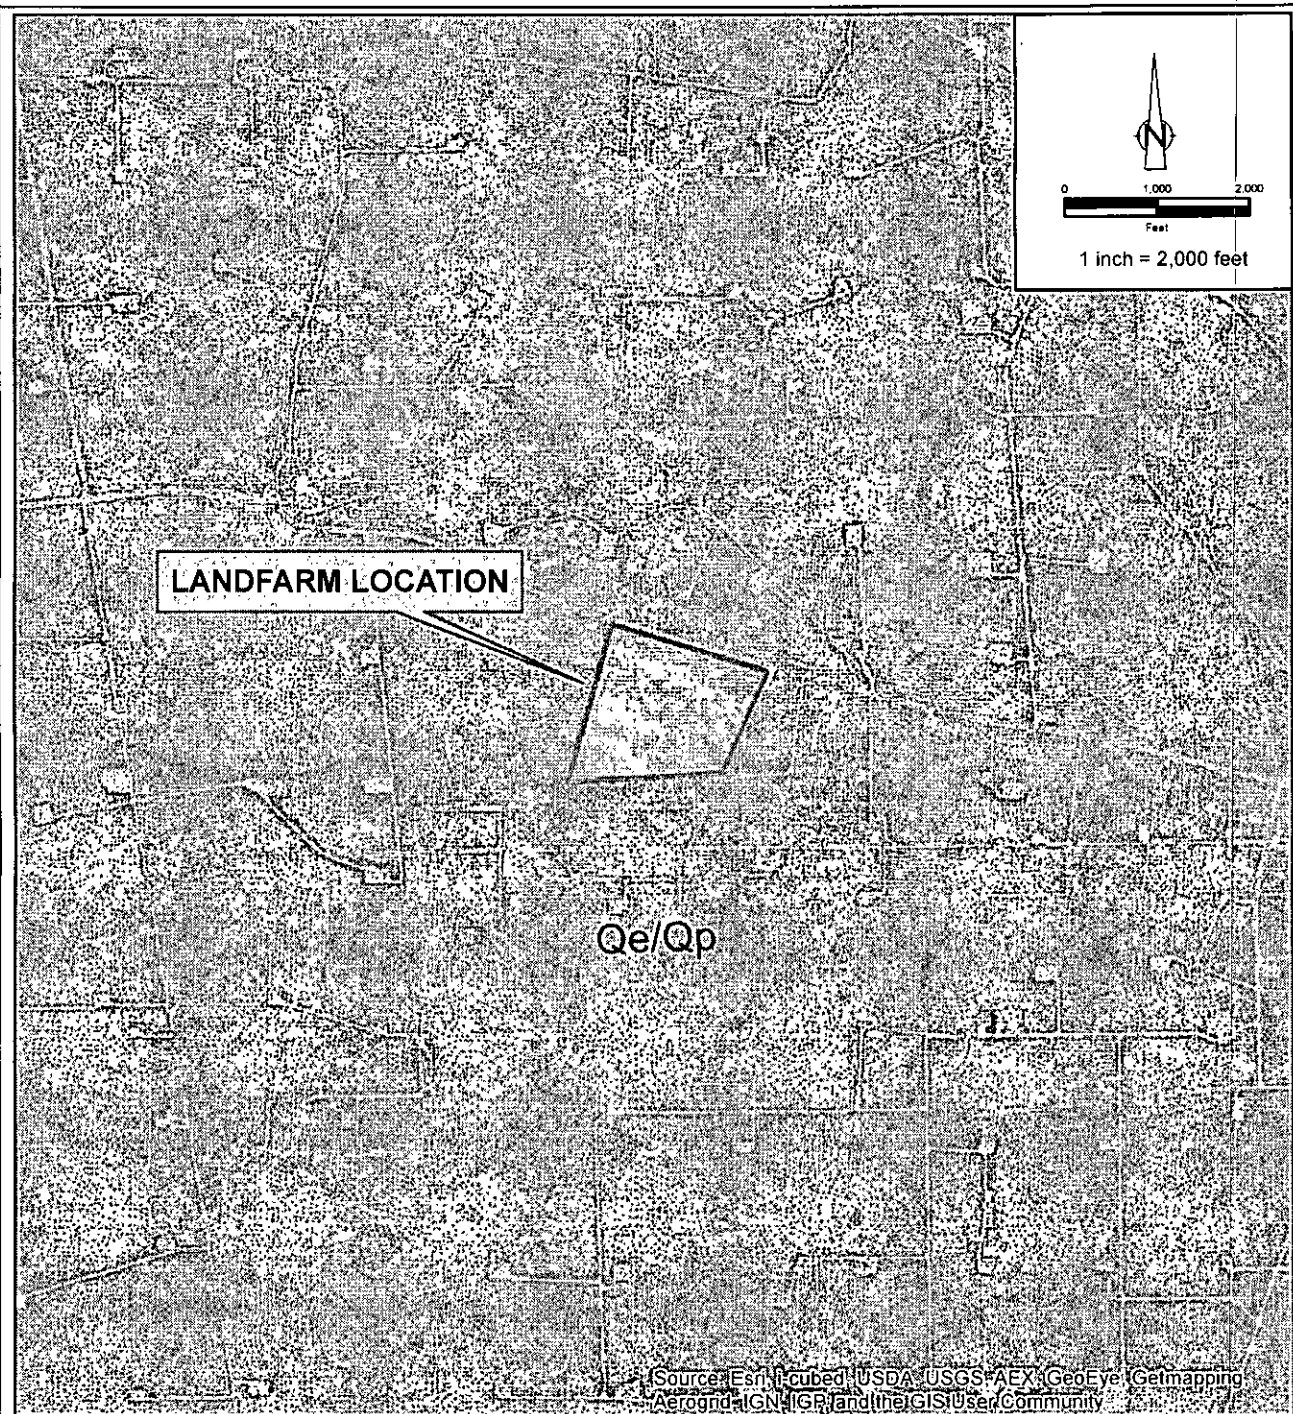 N
0 1,000 2,000
Feet
1 inch = 2,000 feet
LANDFARM LOCATION
Qe/Qp
Source: Esri, i-cubed, USDA, USGS, AEX, GeoEye, Getmapping,
Aerogrid, IGN, IGP, and the GIS User Community